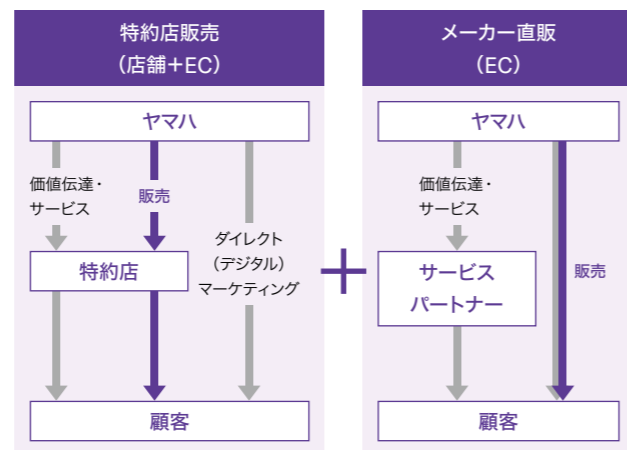 特約店販売
（店舗＋EC）
ヤマハ
価値伝達・
サービス
販売
ダイレクト
（デジタル）
マーケティング
特約店
顧客
＋
メーカー直販
（EC）
ヤマハ
価値伝達・
サービス
販売
サービス
パートナー
顧客